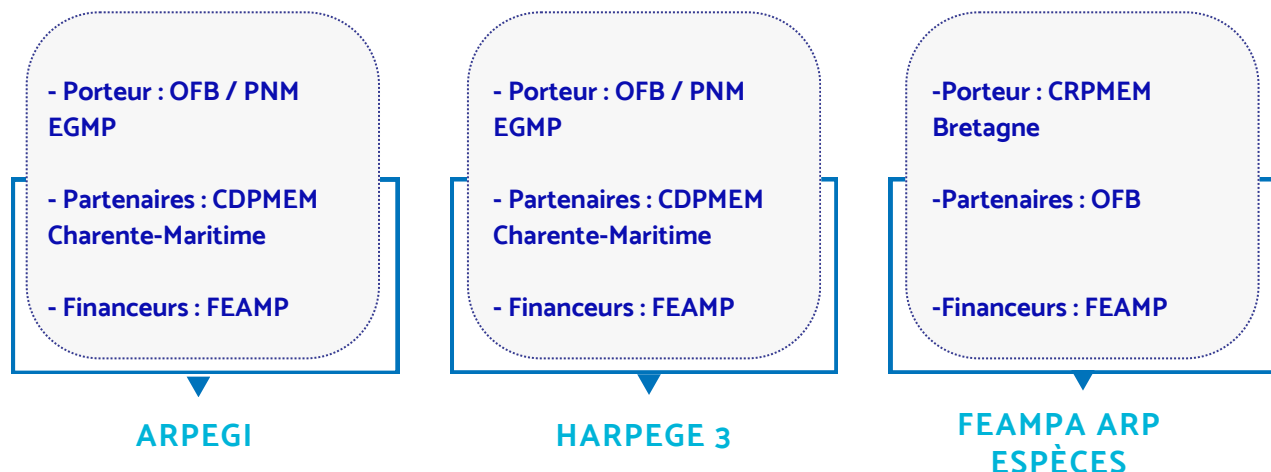 - Porteur : OFB / PNM
EGMP
- Partenaires : CDPMEM
Charente-Maritime
- Financeurs : FEAMP
ARPEGI
- Porteur : OFB / PNM
EGMP
- Partenaires : CDPMEM
Charente-Maritime
- Financeurs : FEAMP
HARPEGE 3
-Porteur : CRPMEM
Bretagne
-Partenaires : OFB
-Financeurs : FEAMP
FEAMPA ARP
ESPÈCES